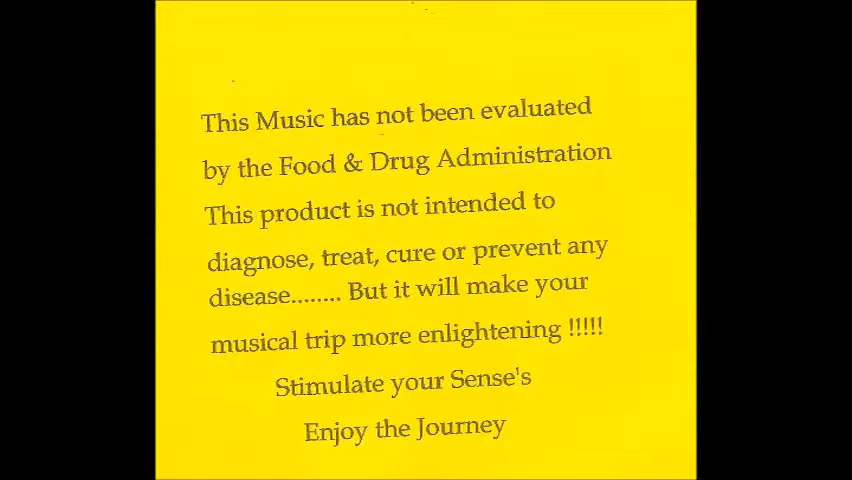 This Music has not been evaluated
by the Food & Drug Administration
This product is not intended to
diagnose, treat, cure or prevent any
disease........ But it will make your
musical trip more enlightening !!!!!
Stimulate your Sense's
Enjoy the Journey